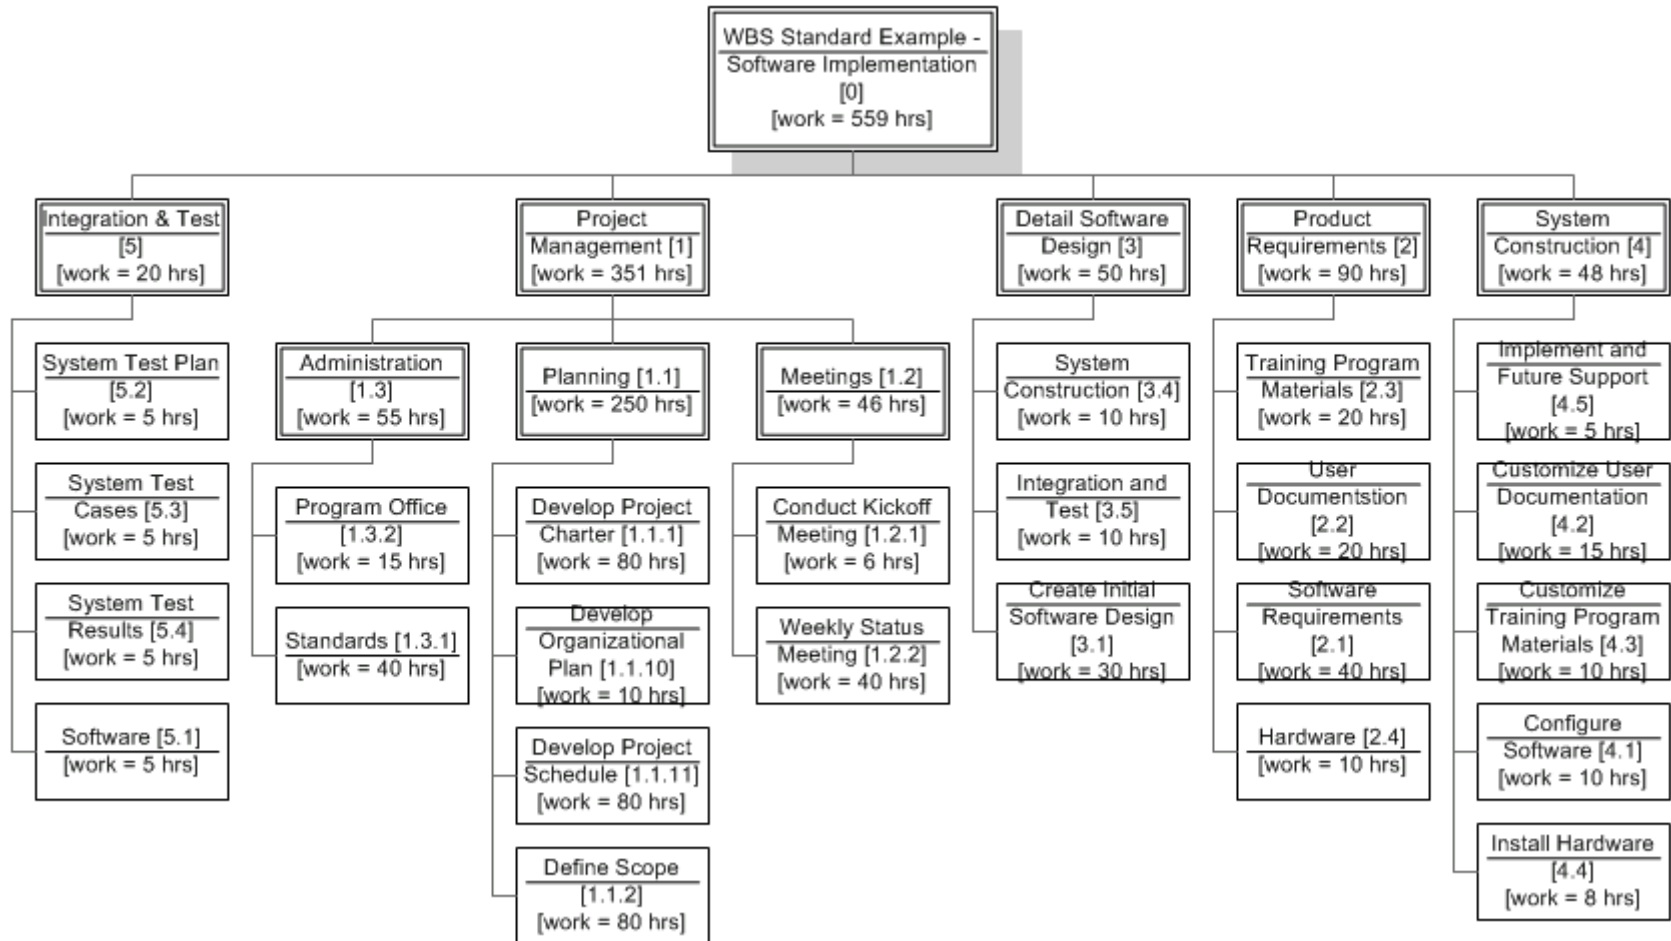 WBS Standard Example -
Software Implementation
[0]
[work = 559 hrs]
Integration & Test
[5]
[work = 20 hrs]
Project
Management [1]
[work = 351 hrs]
Detail Software
Design [3]
[work = 50 hrs]
Product
Requirements [2]
[work = 90 hrs]
System
Construction [4]
[work = 48 hrs]
System Test Plan
[5.2]
[work = 5 hrs]
System Test
Cases [5.3]
[work = 5 hrs]
System Test
Results [5.4]
[work = 5 hrs]
Software [5.1]
[work = 5 hrs]
Administration
[1.3]
[work = 55 hrs]
Program Office
[1.3.2]
[work = 15 hrs]
Standards [1.3.1]
[work = 40 hrs]
Planning [1.1]
[work = 250 hrs]
Develop Project
Charter [1.1.1]
[work = 80 hrs]
Develop
Organizational
Plan [1.1.10]
[work = 10 hrs]
Develop Project
Schedule [1.1.11]
[work = 80 hrs]
Define Scope
[1.1.2]
[work = 80 hrs]
Meetings [1.2]
[work = 46 hrs]
Conduct Kickoff
Meeting [1.2.1]
[work = 6 hrs]
Weekly Status
Meeting [1.2.2]
[work = 40 hrs]
System
Construction [3.4]
[work = 10 hrs]
Integration and
Test [3.5]
[work = 10 hrs]
Create Initial
Software Design
[3.1]
[work = 30 hrs]
Training Program
Materials [2.3]
[work = 20 hrs]
User
Documentstion
[2.2]
[work = 20 hrs]
Software
Requirements
[2.1]
[work = 40 hrs]
Hardware [2.4]
[work = 10 hrs]
Implement and
Future Support
[4.5]
[work = 5 hrs]
Customize User
Documentation
[4.2]
[work = 15 hrs]
Customize
Training Program
Materials [4.3]
[work = 10 hrs]
Configure
Software [4.1]
[work = 10 hrs]
Install Hardware
[4.4]
[work = 8 hrs]